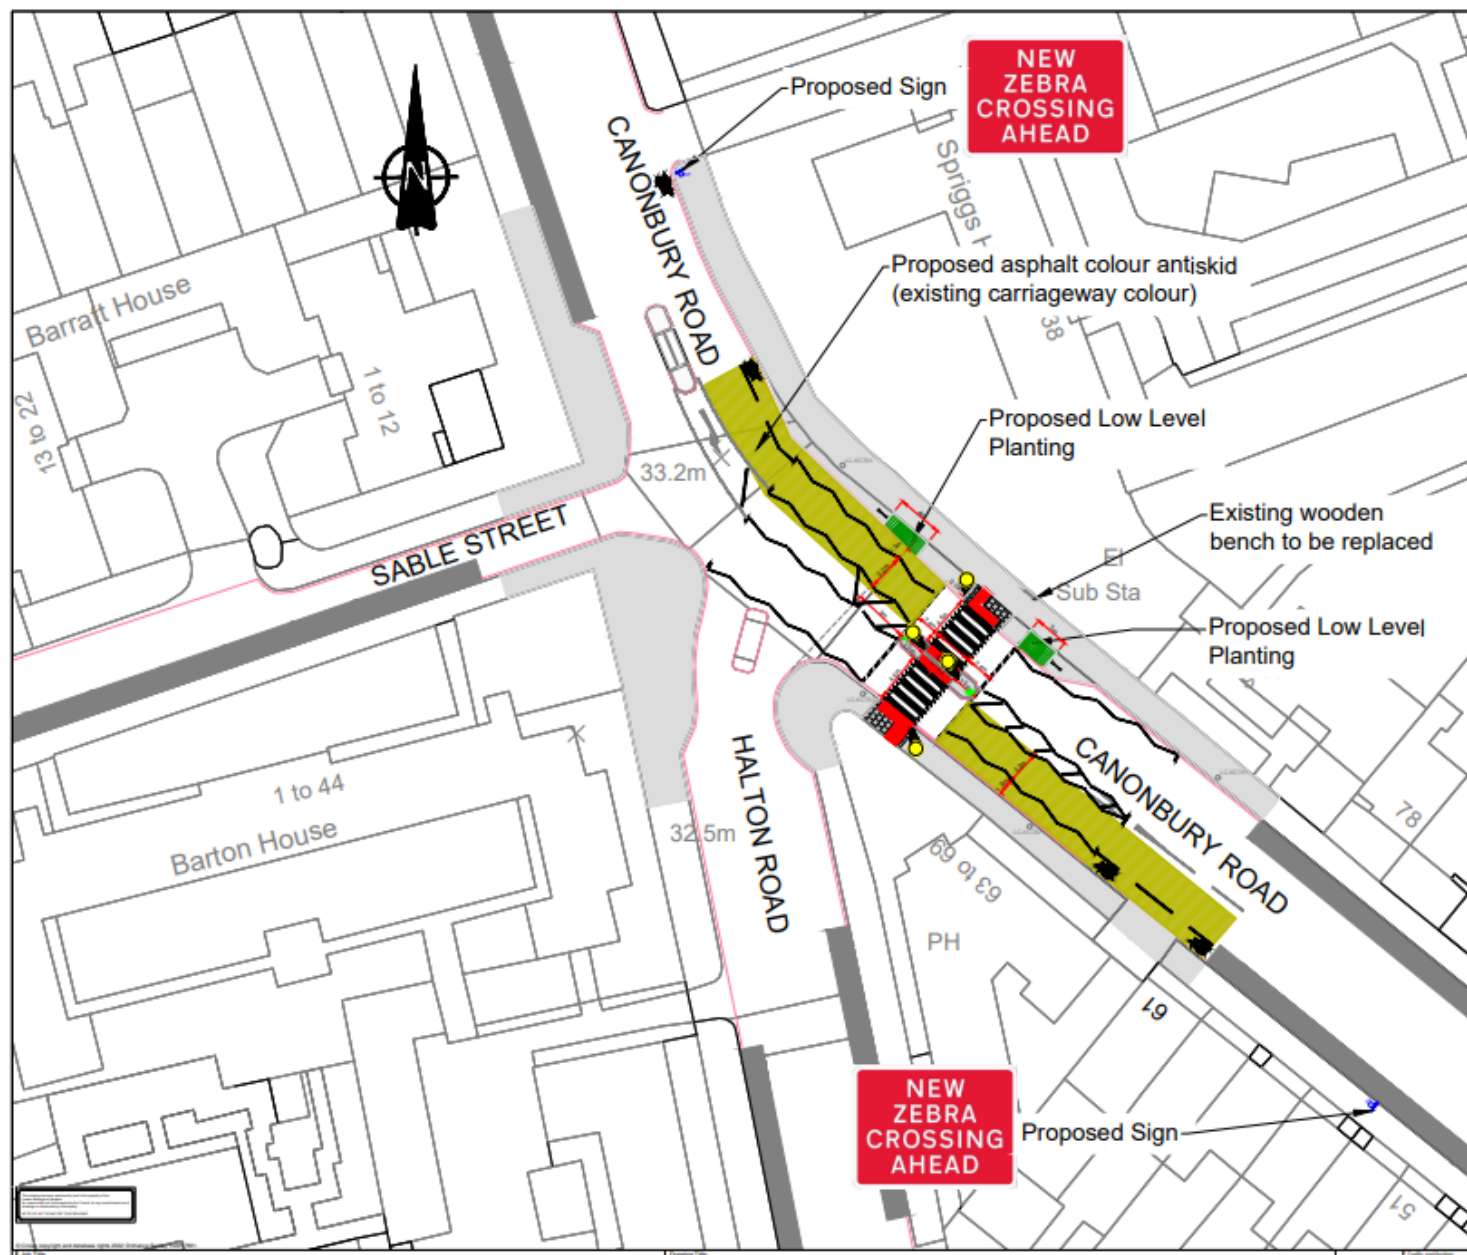 NEW
ZEBRA
CROSSING
AHEAD
Proposed Sign
CANONBURY ROAD
N
Proposed asphalt colour antiskid
(existing carriageway colour)
Spriggs H
38
Barratt House
1 to 12
13 to 22
Proposed Low Level
Planting
33.2m
Existing wooden
bench to be replaced
El
Sub Sta
SABLE STREET
Proposed Low Level
Planting
HALTON ROAD
CANONBURY ROAD
1 to 44
Barton House
32.5m
78
63 to 69
PH
61
NEW
ZEBRA
CROSSING
AHEAD
Proposed Sign
51